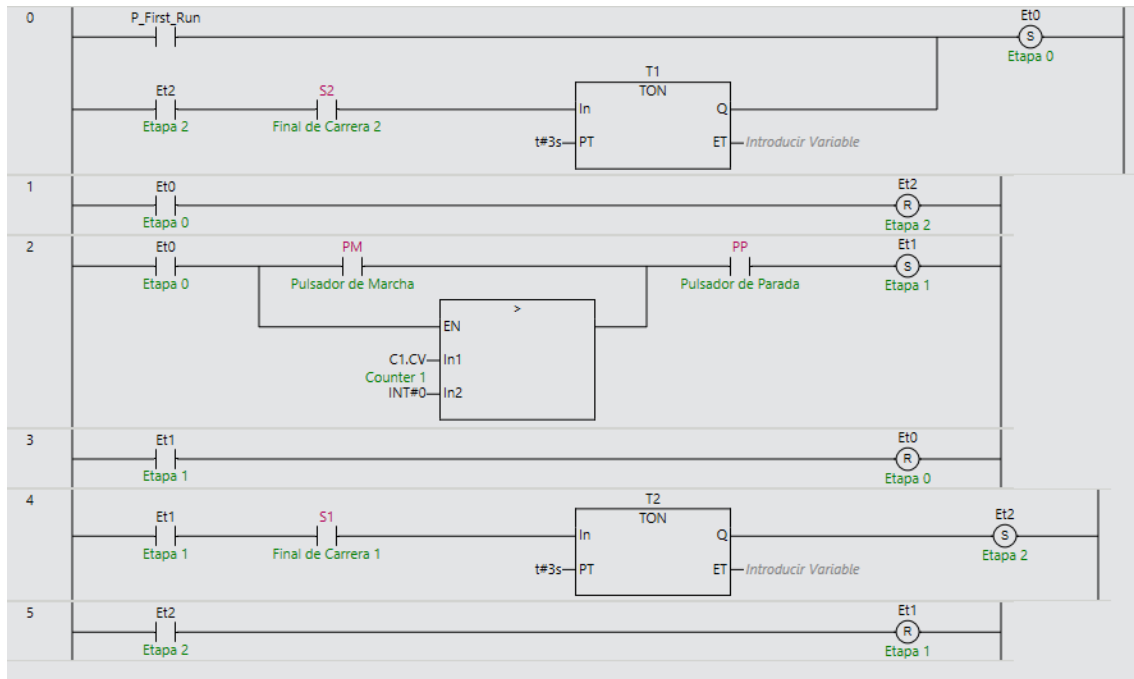 0
P_First_Run
Et0
S
Etapa 0
T1
Et2
S2
TON
In
Q
Etapa 2
Final de Carrera 2
t#3s
PT
ET
Introducir Variable
1
Et0
Et2
R
Etapa 0
Etapa 2
2
Et0
PM
PP
Et1
S
Etapa 0
Pulsador de Marcha
Pulsador de Parada
Etapa 1
>
EN
C1.CV
In1
Counter 1
INT#0
In2
3
Et1
Et0
R
Etapa 1
Etapa 0
4
T2
Et1
S1
TON
Et2
In
Q
S
Etapa 1
Final de Carrera 1
Etapa 2
t#3s
PT
ET
Introducir Variable
5
Et2
Et1
R
Etapa 2
Etapa 1